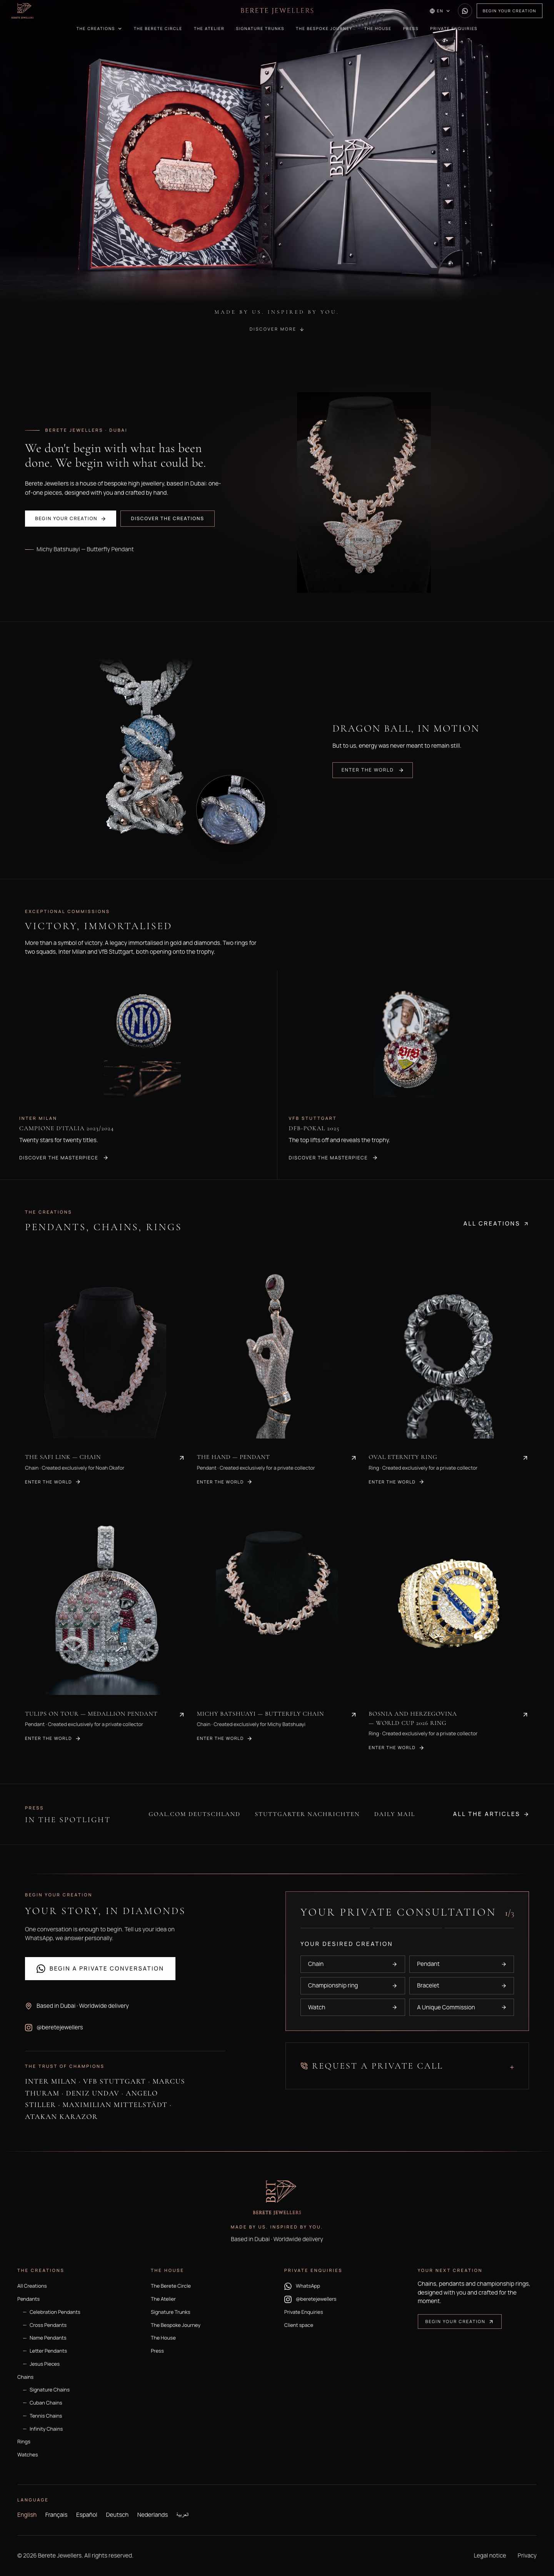 BERETE JEWELLERS
EN
BEGIN YOUR CREATION
THE CREATIONS
THE BERETE CIRCLE
THE ATELIER
SIGNATURE TRUNKS
THE BESPOKE JOURNEY
THE HOUSE
PRESS
PRIVATE ENQUIRIES
BRT
MADE BY US. INSPIRED BY YOU.
DISCOVER MORE
BERETE JEWELLERS · DUBAI
We don't begin with what has been
done. We begin with what could be.
Berete Jewellers is a house of bespoke high jewellery, based in Dubai: one-
of-one pieces, designed with you and crafted by hand.
BEGIN YOUR CREATION →
DISCOVER THE CREATIONS
Michy Batshuayi — Butterfly Pendant
DRAGON BALL, IN MOTION
But to us, energy was never meant to remain still.
ENTER THE WORLD →
EXCEPTIONAL COMMISSIONS
VICTORY, IMMORTALISED
More than a symbol of victory. A legacy immortalised in gold and diamonds. Two rings for
two squads, Inter Milan and VfB Stuttgart, both opening onto the trophy.
INTER MILAN
CAMPIONE D'ITALIA 2023/2024
Twenty stars for twenty titles.
DISCOVER THE MASTERPIECE →
VFB STUTTGART
DFB-POKAL 2025
The top lifts off and reveals the trophy.
DISCOVER THE MASTERPIECE →
THE CREATIONS
PENDANTS, CHAINS, RINGS
ALL CREATIONS ↗
THE SAFI LINK — CHAIN
Chain · Created exclusively for Noah Okafor
ENTER THE WORLD →
THE HAND — PENDANT
Pendant · Created exclusively for a private collector
ENTER THE WORLD →
OVAL ETERNITY RING
Ring · Created exclusively for a private collector
ENTER THE WORLD →
TULIPS ON TOUR — MEDALLION PENDANT
Pendant · Created exclusively for a private collector
ENTER THE WORLD →
MICHY BATSHUAYI — BUTTERFLY CHAIN
Chain · Created exclusively for Michy Batshuayi
ENTER THE WORLD →
BOSNIA AND HERZEGOVINA
— WORLD CUP 2026 RING
Ring · Created exclusively for a private collector
ENTER THE WORLD →
PRESS
IN THE SPOTLIGHT
GOAL.COM DEUTSCHLAND
STUTTGARTER NACHRICHTEN
DAILY MAIL
ALL THE ARTICLES →
BEGIN YOUR CREATION
YOUR STORY, IN DIAMONDS
One conversation is enough to begin. Tell us your idea on
WhatsApp, we answer personally.
BEGIN A PRIVATE CONVERSATION
Based in Dubai · Worldwide delivery
@beretejewellers
THE TRUST OF CHAMPIONS
INTER MILAN · VFB STUTTGART · MARCUS
THURAM · DENIZ UNDAV · ANGELO
STILLER · MAXIMILIAN MITTELSTÄDT ·
ATAKAN KARAZOR
YOUR PRIVATE CONSULTATION
1/3
YOUR DESIRED CREATION
Chain →
Pendant →
Championship ring →
Bracelet →
Watch →
A Unique Commission →
REQUEST A PRIVATE CALL +
BRT
BERETE JEWELLERS
MADE BY US. INSPIRED BY YOU.
Based in Dubai · Worldwide delivery
THE CREATIONS
All Creations
Pendants
— Celebration Pendants
— Cross Pendants
— Name Pendants
— Letter Pendants
— Jesus Pieces
Chains
— Signature Chains
— Cuban Chains
— Tennis Chains
— Infinity Chains
Rings
Watches
THE HOUSE
The Berete Circle
The Atelier
Signature Trunks
The Bespoke Journey
The House
Press
PRIVATE ENQUIRIES
WhatsApp
@beretejewellers
Private Enquiries
Client space
YOUR NEXT CREATION
Chains, pendants and championship rings,
designed with you and crafted for the
moment.
BEGIN YOUR CREATION ↗
LANGUAGE
English
Français
Español
Deutsch
Nederlands
العربية
© 2026 Berete Jewellers. All rights reserved.
Legal notice
Privacy